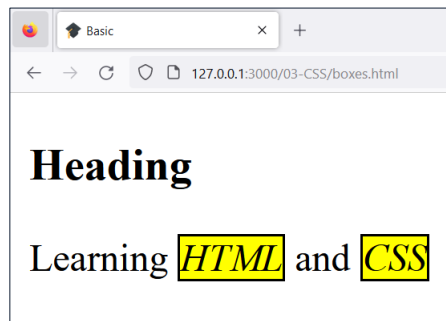 Basic
127.0.0.1:3000/03-CSS/boxes.html
Heading
Learning HTML and CSS